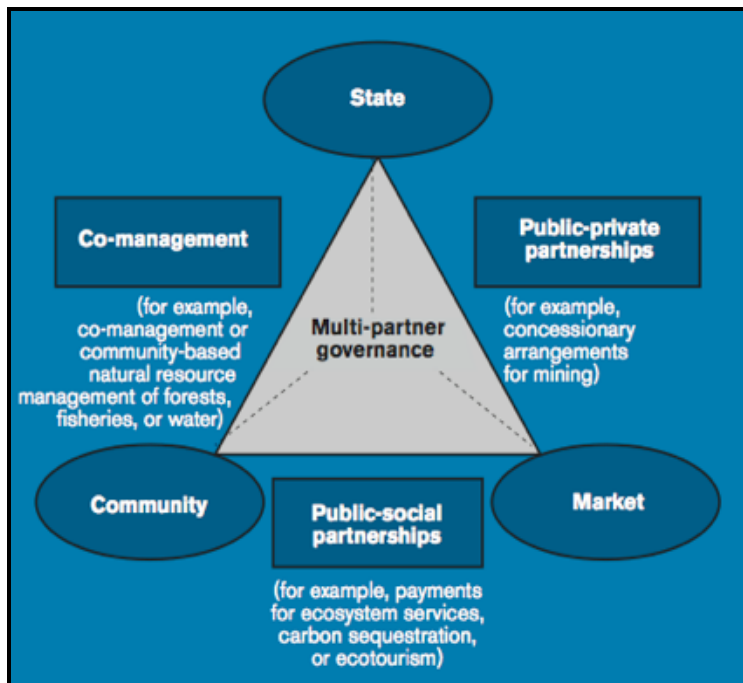 State
Co-management
(for example,
co-management or
community-based
natural resource
management of forests,
fisheries, or water)
Public-private
partnerships
(for example,
concessionary
arrangements
for mining)
Multi-partner
governance
Community
Public-social
partnerships
(for example, payments
for ecosystem services,
carbon sequestration,
or ecotourism)
Market